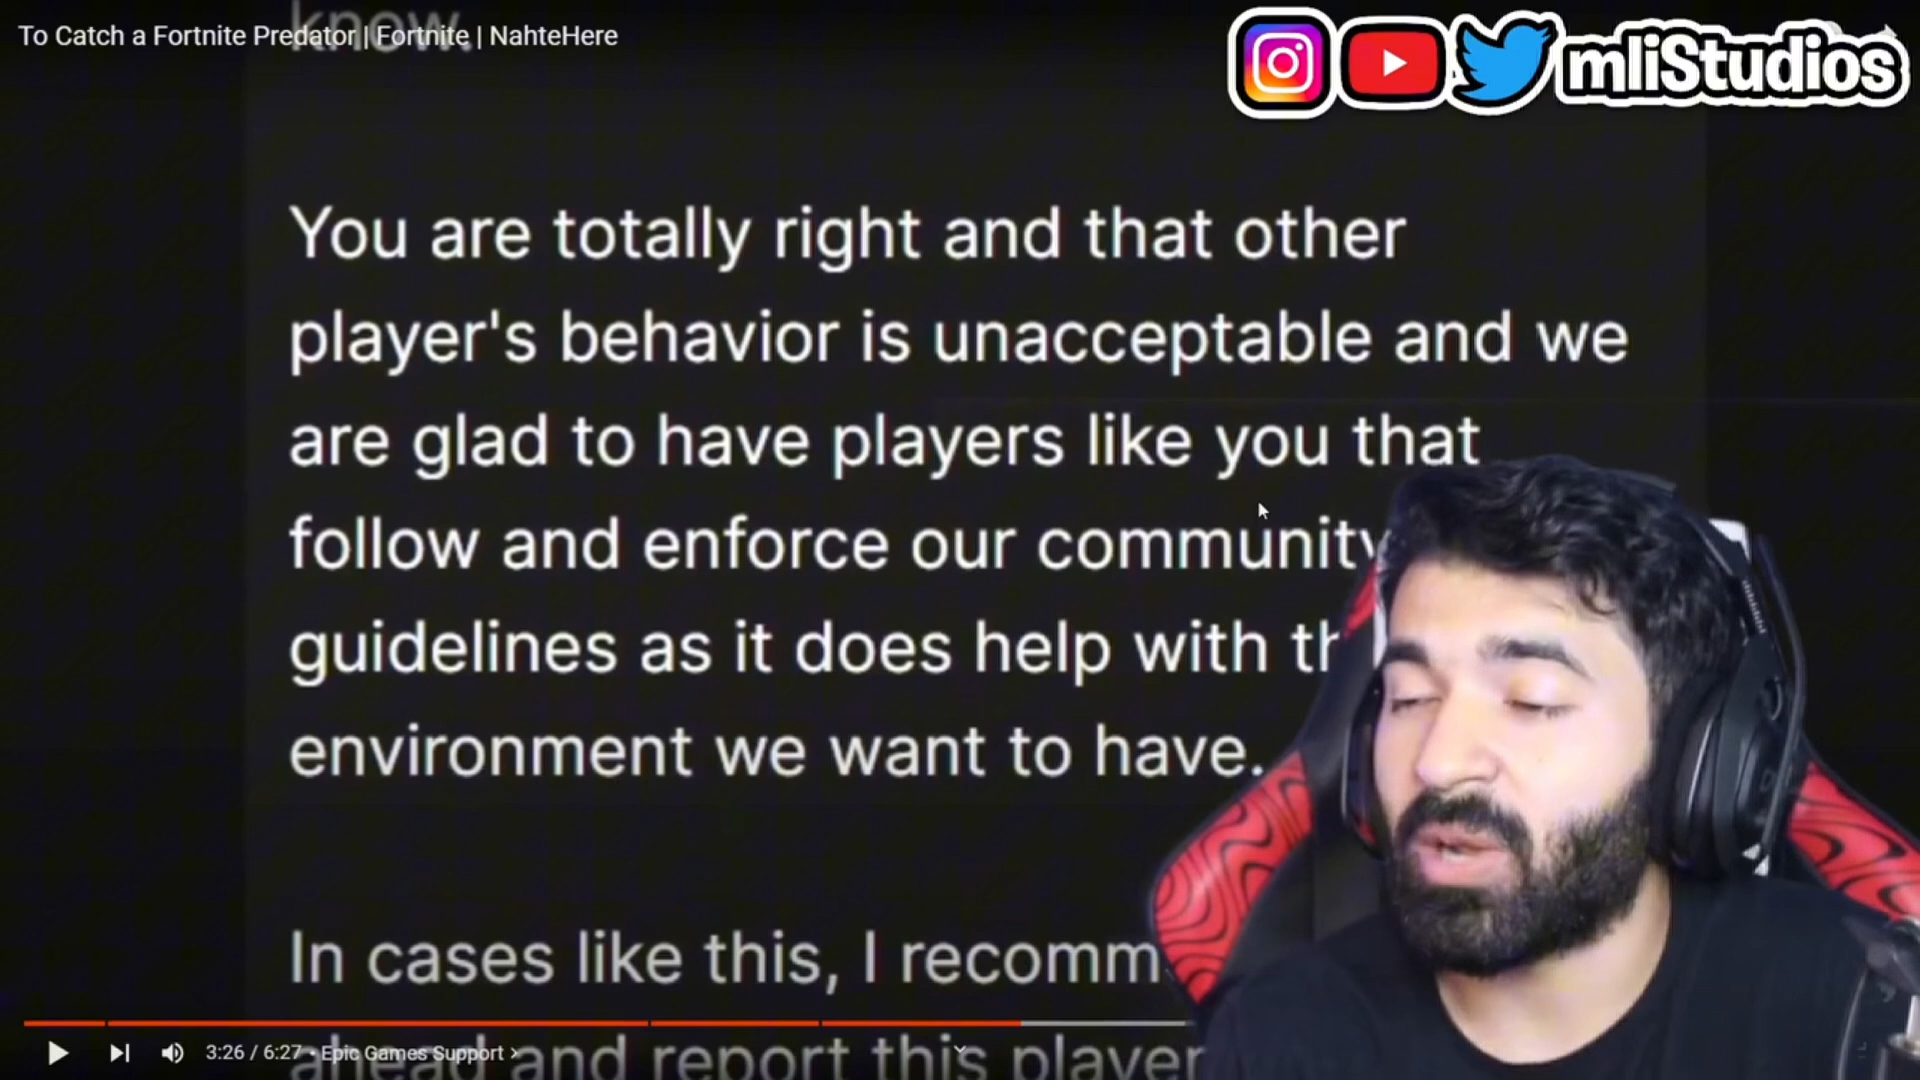 know.
To Catch a Fortnite Predator | Fortnite | NahteHere
mliStudios
You are totally right and that other
player's behavior is unacceptable and we
are glad to have players like you that
follow and enforce our community
guidelines as it does help with
environment we want to have.
In cases like this, I
ahead and report this player
3:26 / 6:27 • Epic Games Support >